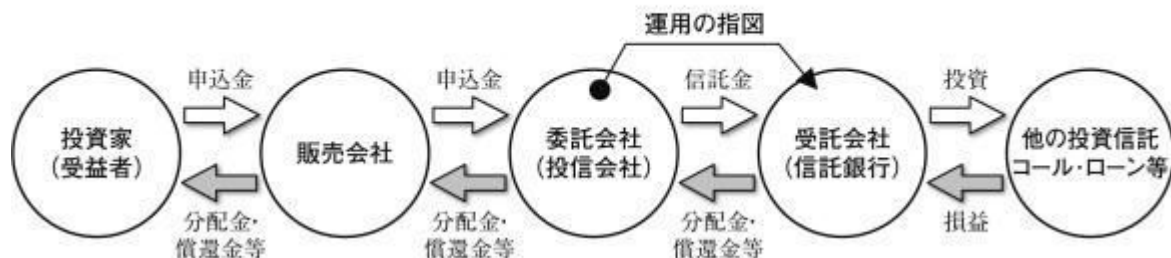 運用の指図
申込金
申込金
信託金
投資
投資家
(受益者)
販売会社
委託会社
(投信会社)
受託会社
(信託銀行)
他の投資信託
コール・ローン等
分配金・
償還金等
分配金・
償還金等
分配金・
償還金等
損益